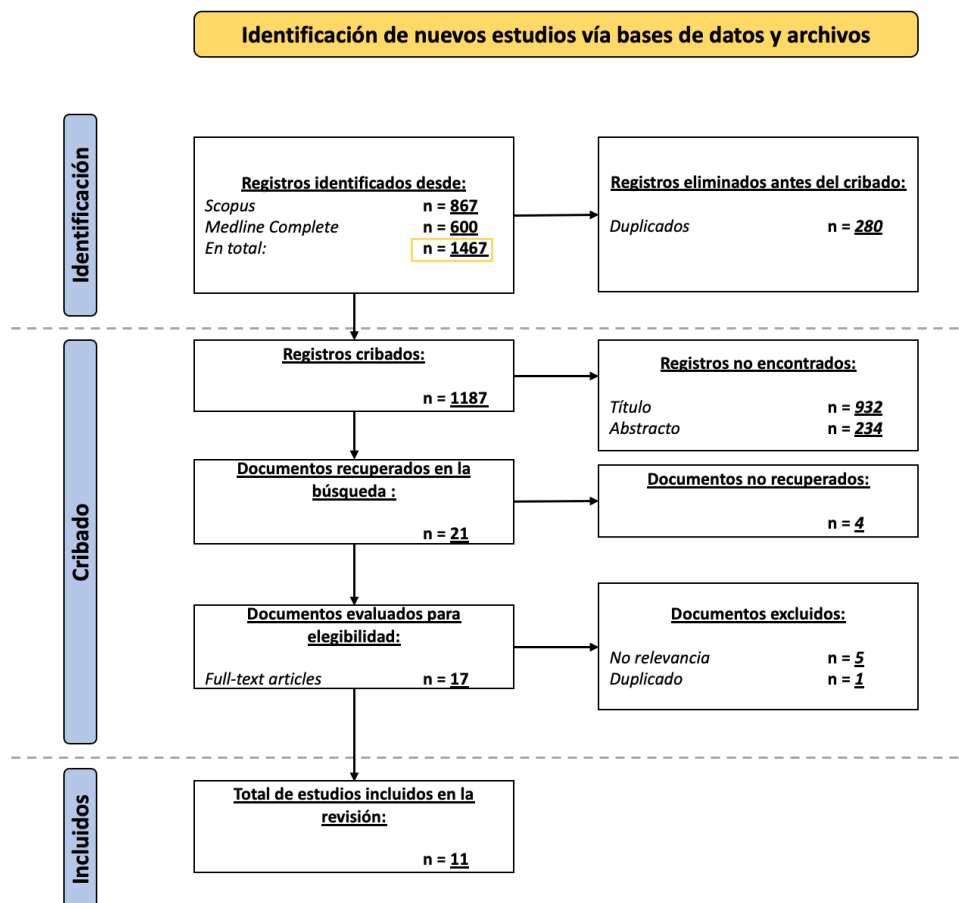 Identificación de nuevos estudios vía bases de datos y archivos
Identificación
Registros identificados desde:
Scopus n = 867
Medline Complete n = 600
En total: n = 1467
Registros eliminados antes del cribado:
Duplicados n = 280
Cribado
Registros cribados:
n = 1187
Registros no encontrados:
Título n = 932
Abstracto n = 234
Documentos recuperados en la
búsqueda :
n = 21
Documentos no recuperados:
n = 4
Documentos evaluados para
elegibilidad:
Full-text articles n = 17
Documentos excluidos:
No relevancia n = 5
Duplicado n = 1
Incluidos
Total de estudios incluidos en la
revisión:
n = 11